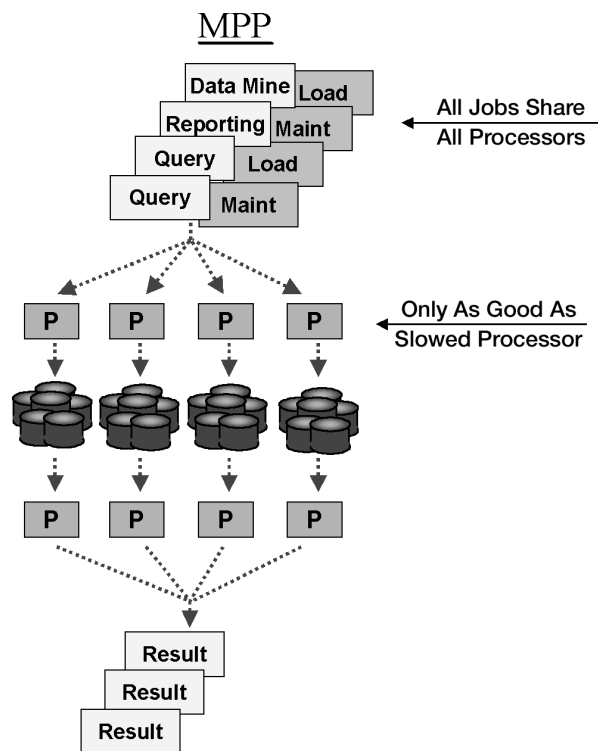 MPP
Data Mine
Load
Reporting
Maint
Query
Load
Query
Maint
All Jobs Share
All Processors
P P P P
Only As Good As
Slowed Processor
P P P P
Result
Result
Result